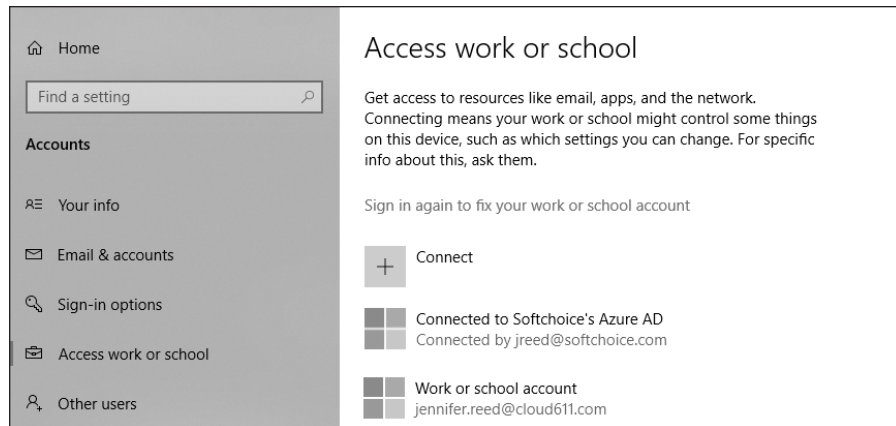 Home
Find a setting
Accounts
Your info
Email & accounts
Sign-in options
Access work or school
Other users
Access work or school
Get access to resources like email, apps, and the network.
Connecting means your work or school might control some things
on this device, such as which settings you can change. For specific
info about this, ask them.
Sign in again to fix your work or school account
Connect
Connected to Softchoice's Azure AD
Connected by jreed@softchoice.com
Work or school account
jennifer.reed@cloud611.com